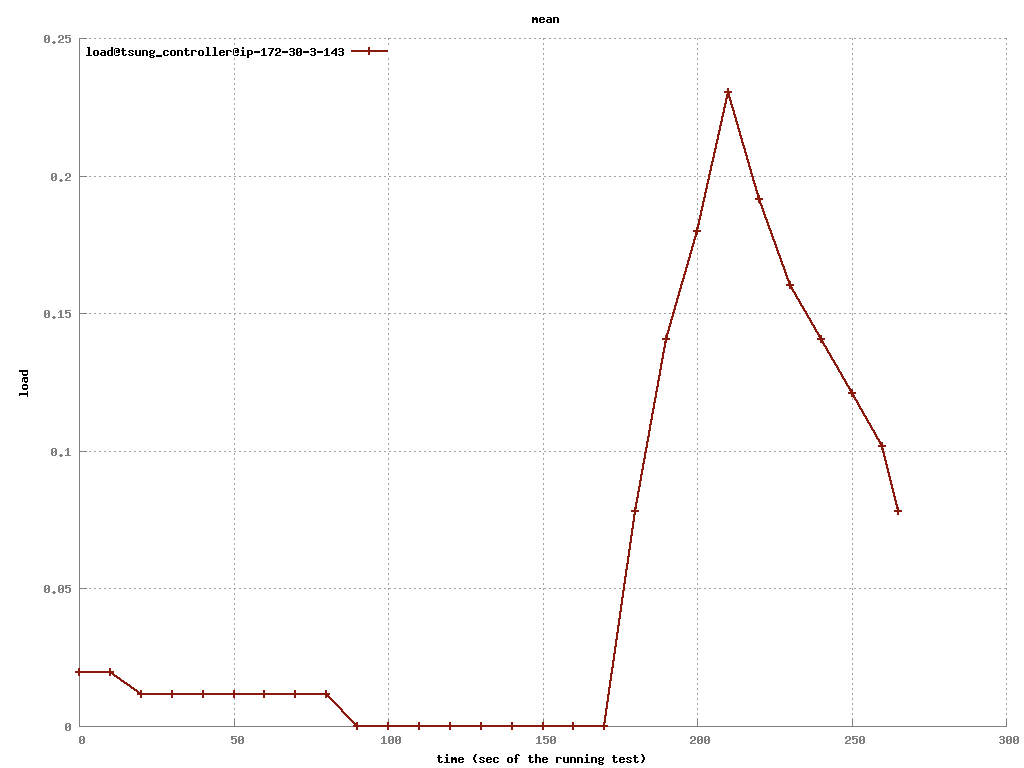 mean
0.25
load@tsung_controller@ip-172-30-3-143
0.2
0.15
load
0.1
0.05
0
0 50 100 150 200 250 300
time (sec of the running test)